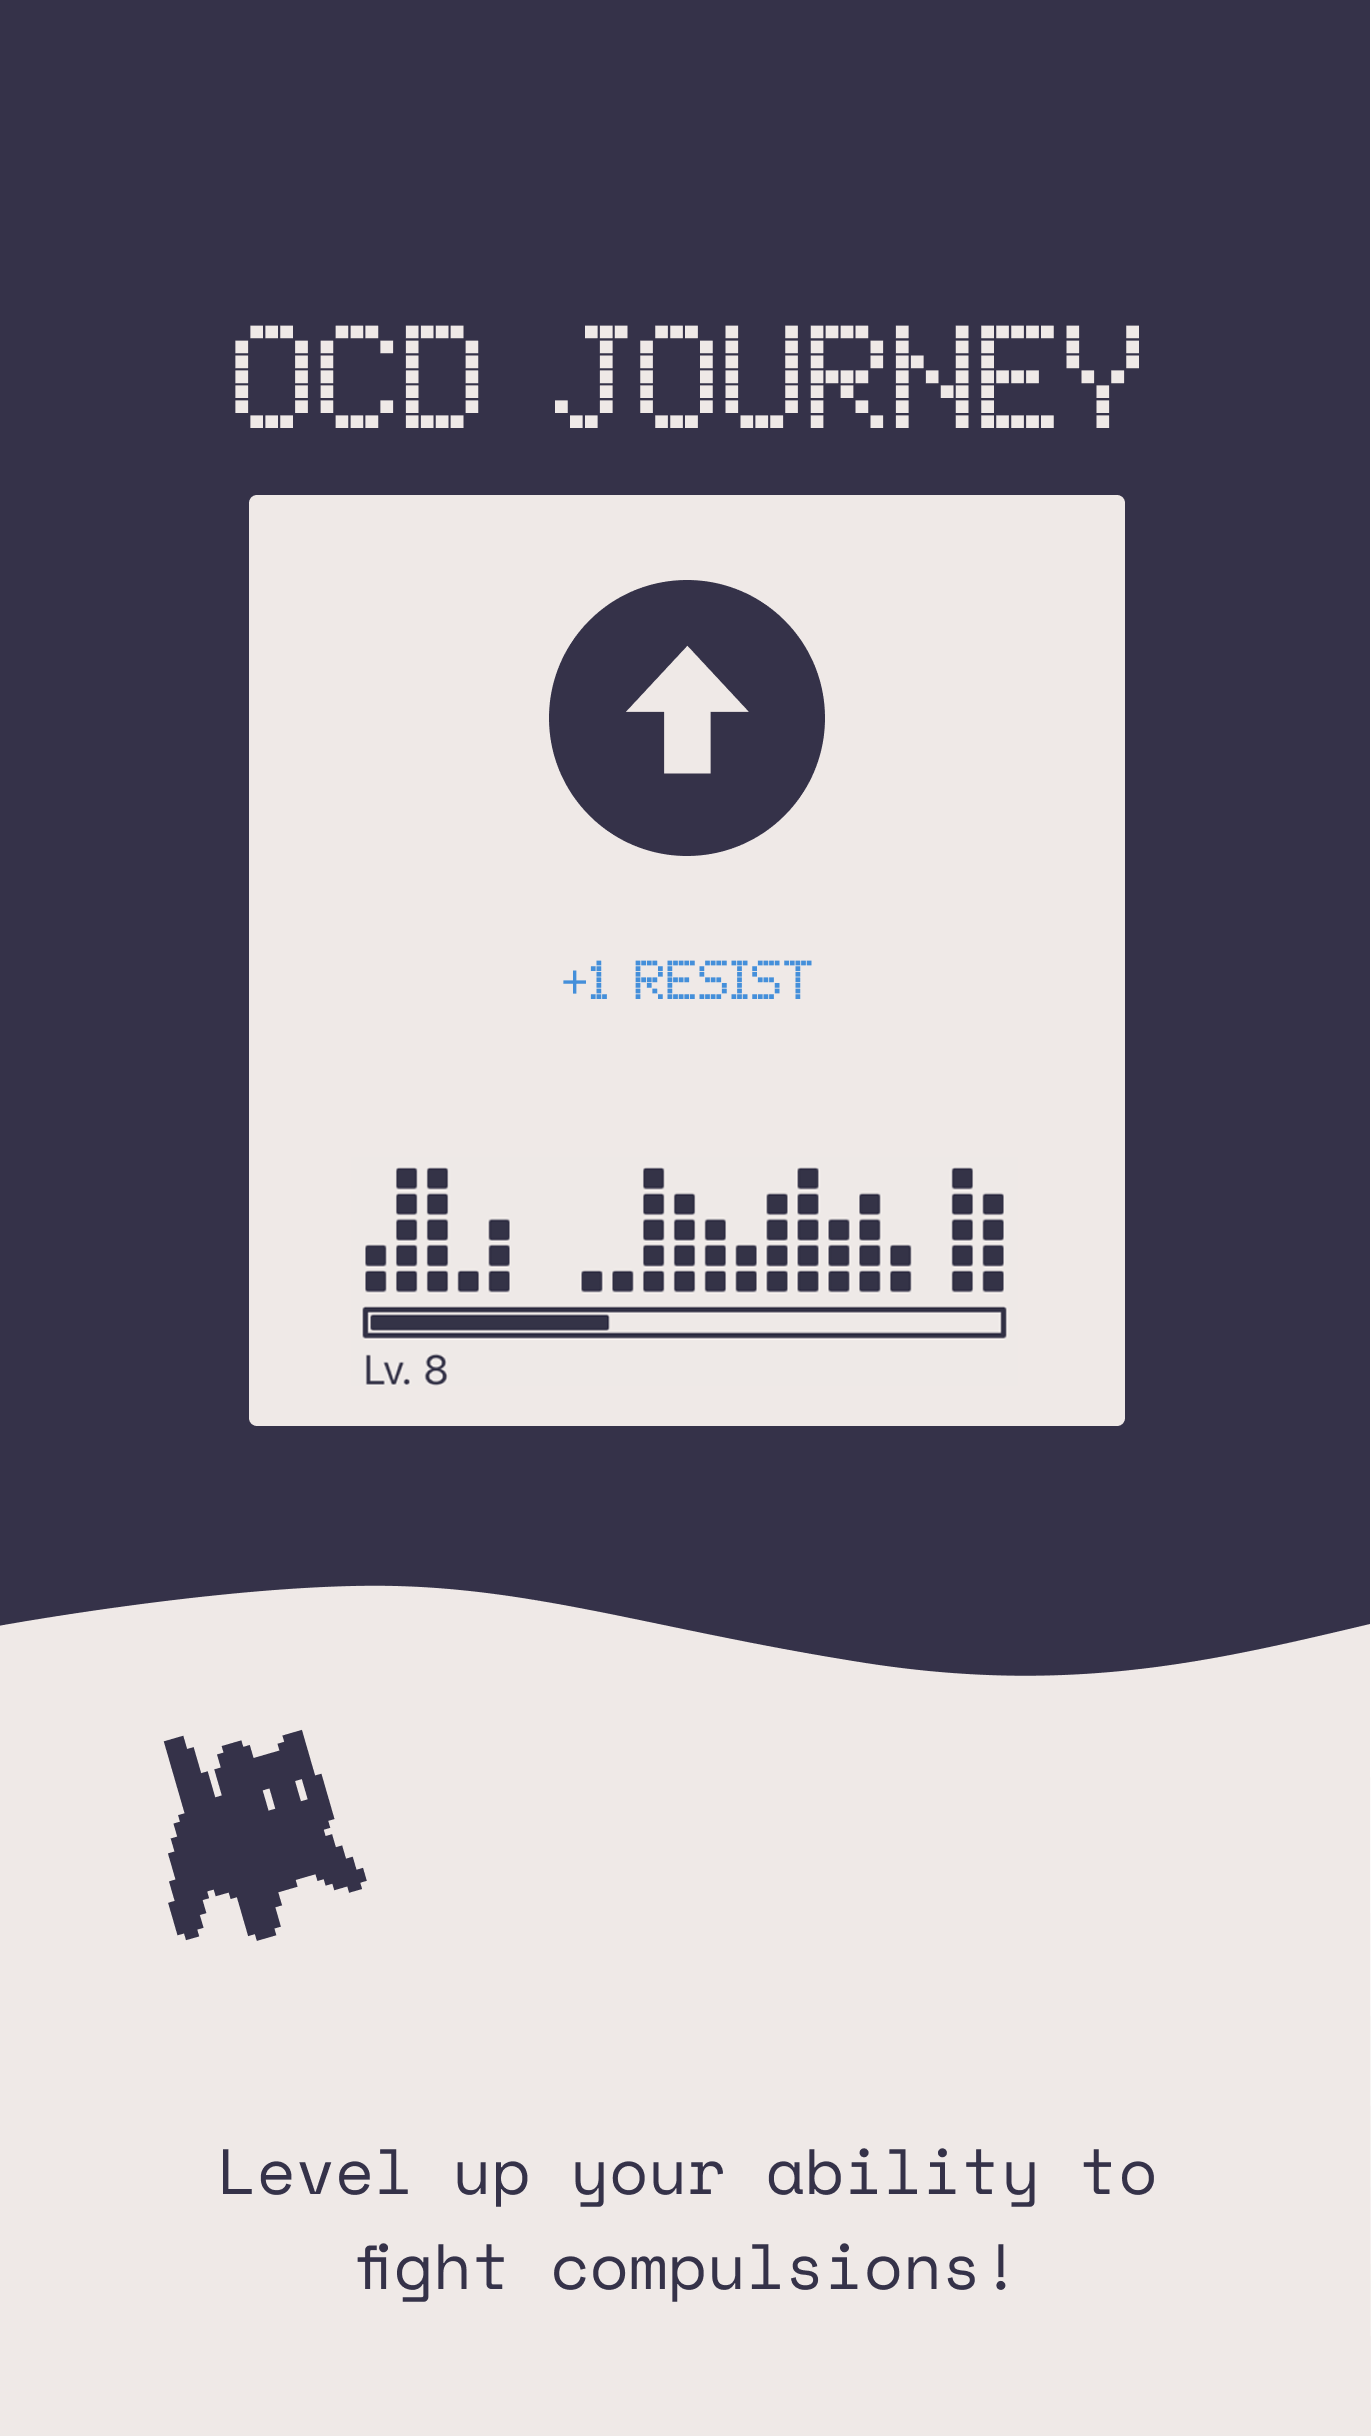 OCD JOURNEY
+1 RESIST
Lv. 8
Level up your ability to
fight compulsions!